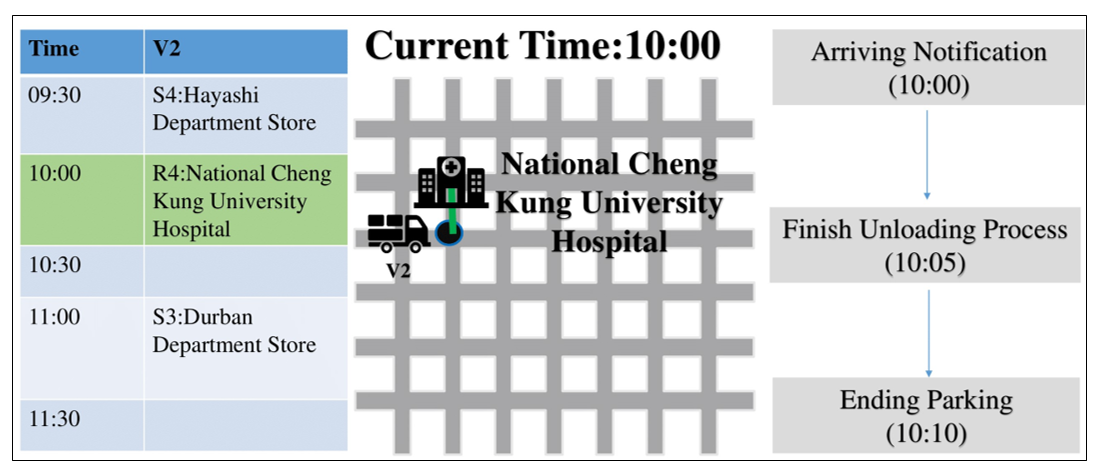 Time V2
09:30 S4:Hayashi
Department Store
10:00 R4:National Cheng
Kung University
Hospital
10:30
11:00 S3:Durban
Department Store
11:30
Current Time:10:00
National Cheng
Kung University
Hospital
V2
Arriving Notification
(10:00)
Finish Unloading Process
(10:05)
Ending Parking
(10:10)